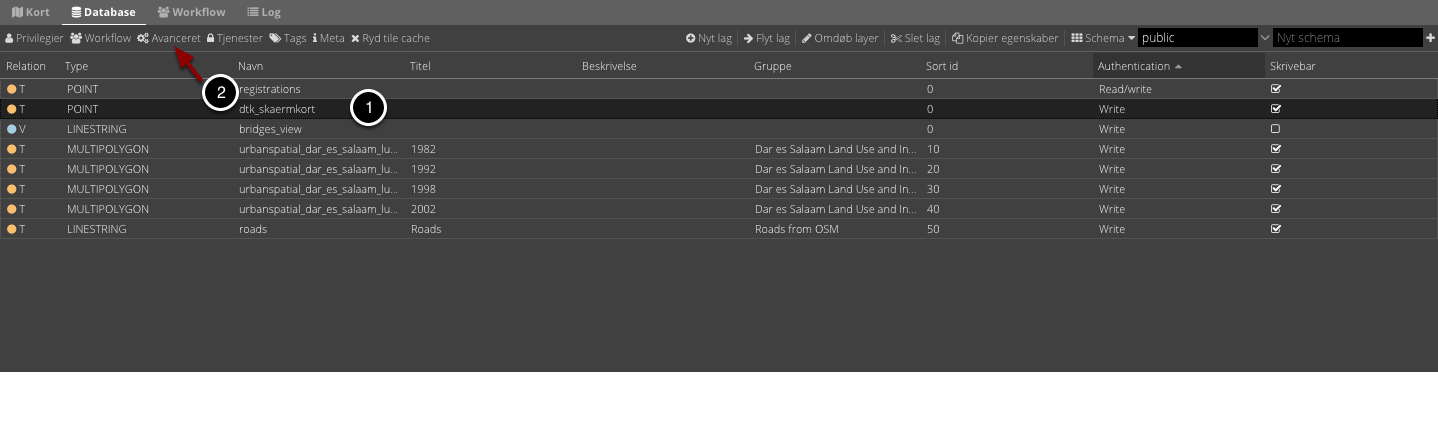 Kort Database Workflow Log
Privilegier Workflow Avanceret Tjenester Tags Meta Ryd tile cache Nyt lag Flyt lag Omdøb layer Slet lag Kopier egenskaber Schema public Nyt schema
Relation Type Navn Titel Beskrivelse Gruppe Sort id Authentication Skrivebar
T POINT registrations 0 Read/write
T POINT dtk_skaermkort 0 Write
V LINESTRING bridges_view 0 Write
T MULTIPOLYGON urbanspatial_dar_es_salaam_lu... 1982 Dar es Salaam Land Use and In... 10 Write
T MULTIPOLYGON urbanspatial_dar_es_salaam_lu... 1992 Dar es Salaam Land Use and In... 20 Write
T MULTIPOLYGON urbanspatial_dar_es_salaam_lu... 1998 Dar es Salaam Land Use and In... 30 Write
T MULTIPOLYGON urbanspatial_dar_es_salaam_lu... 2002 Dar es Salaam Land Use and In... 40 Write
T LINESTRING roads Roads Roads from OSM 50 Write
2
1